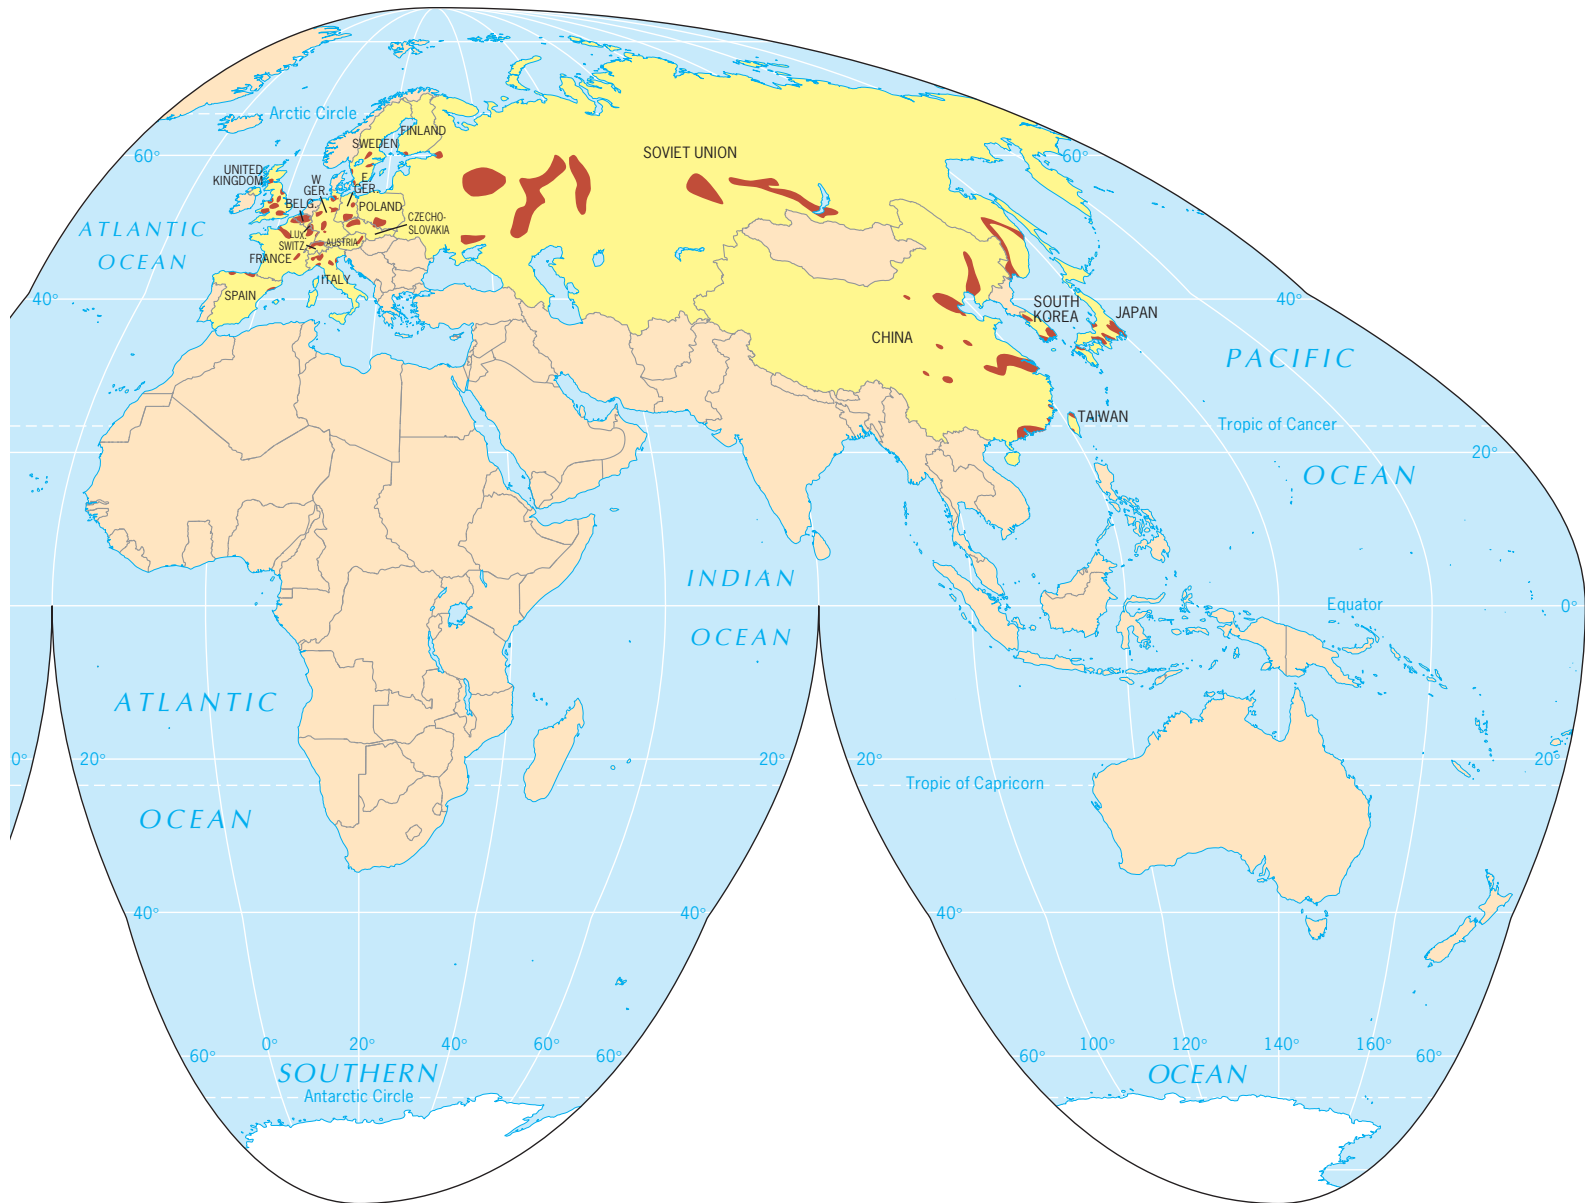 Arctic Circle
FINLAND
SWEDEN
SOVIET UNION
60°
60°
UNITED
KINGDOM
W.
GER.
E.
GER.
BELG.
POLAND
CZECHO-
SLOVAKIA
LUX.
SWITZ.
AUSTRIA
FRANCE
ITALY
SPAIN
ATLANTIC
OCEAN
40°
40°
SOUTH
KOREA
JAPAN
CHINA
PACIFIC
TAIWAN
Tropic of Cancer
20°
OCEAN
INDIAN
OCEAN
Equator
0°
ATLANTIC
0°
20°
20°
20°
20°
Tropic of Capricorn
OCEAN
40°
40°
40°
60°
0°
20°
40°
60°
60°
60°
100°
120°
140°
160°
60°
SOUTHERN
OCEAN
Antarctic Circle